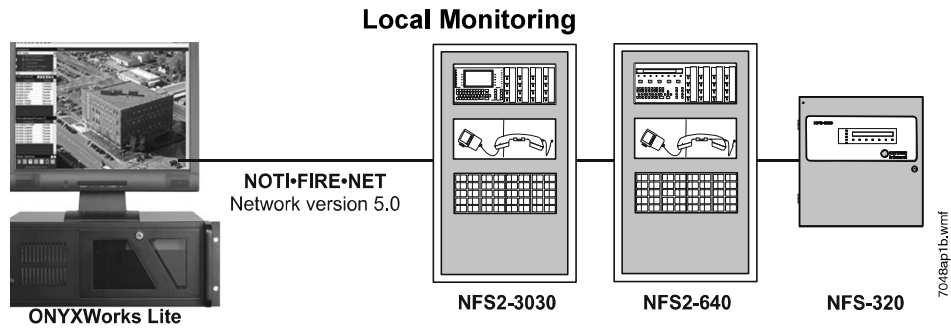 Local Monitoring
NOTI•FIRE•NET
Network version 5.0
ONYXWorks Lite
NFS2-3030
NFS2-640
NFS-320
7048ap1b.wmf